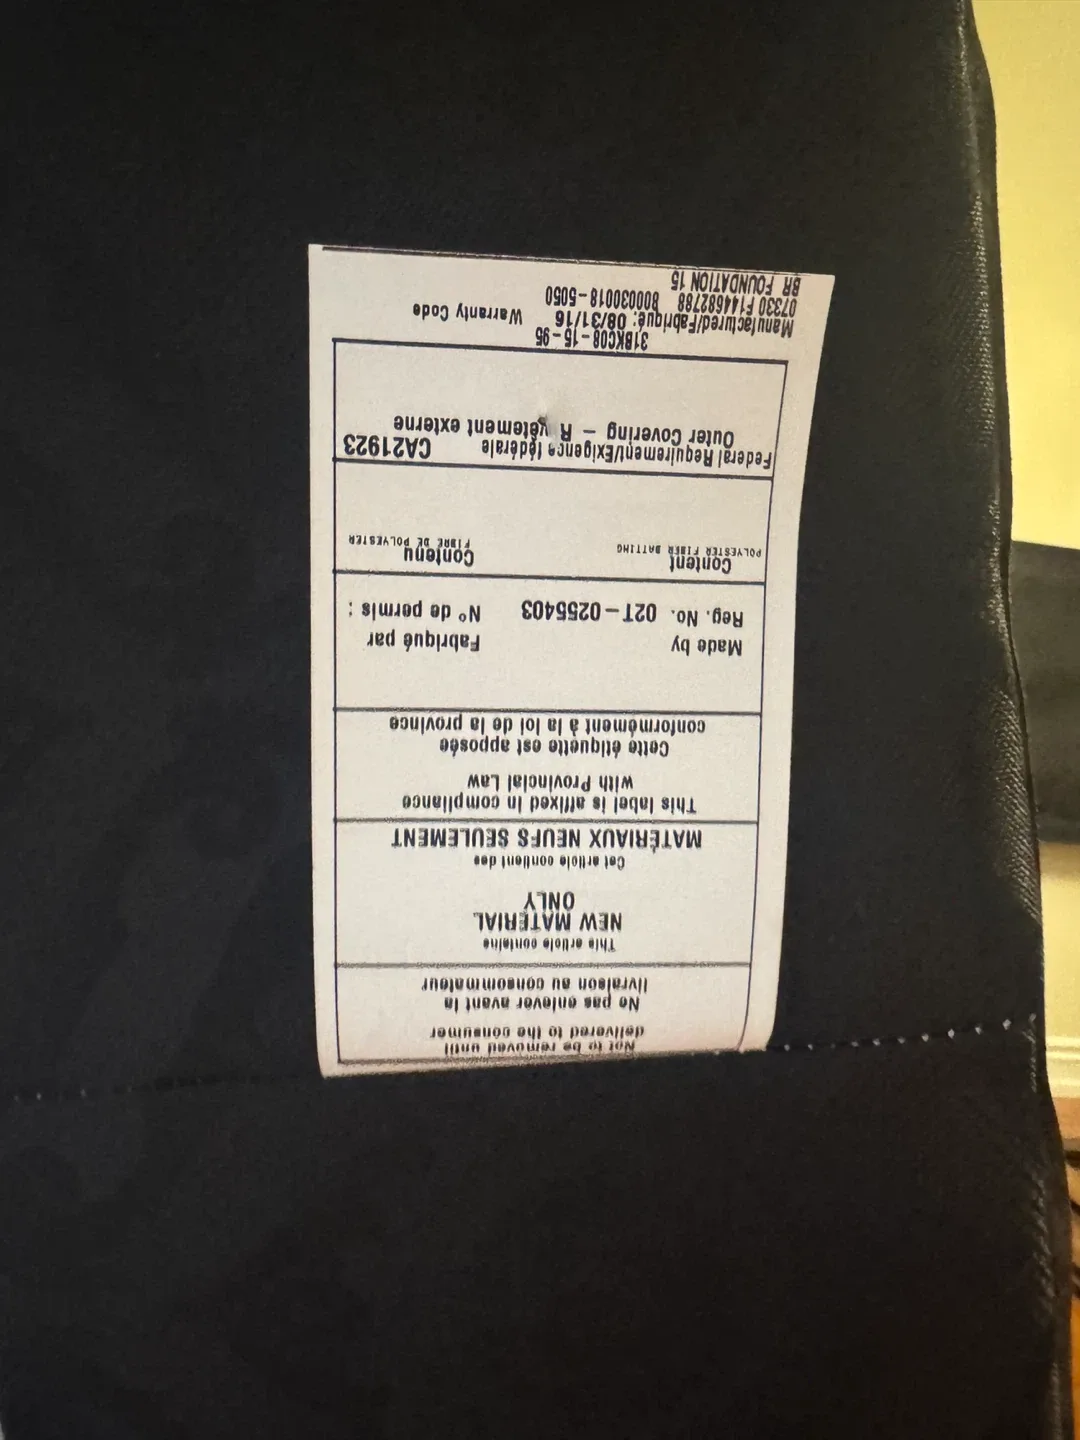 Not to be removed until
delivered to the consumer
Ne pas enlever avant la
livraison au consommateur
This article contains
NEW MATERIAL
ONLY
Cet article contient des
MATÉRIAUX NEUFS SEULEMENT
This label is affixed in compliance
with Provincial Law
Cette étiquette est apposée
conformément à la loi de la province
Made by Fabriqué par
Reg. No. 02T-0255403 N° de permis :
Content Contenu
POLYESTER FIBER BATTING FIBRE DE POLYESTER
Federal Requirement/Exigence fédérale CA21923
Outer Covering - R vêtement externe
31BKC08-15-95
Manufactured/Fabriqué: 08/31/16 Warranty Code
07330 F144682788 800030018-5050
BR FOUNDATION 15